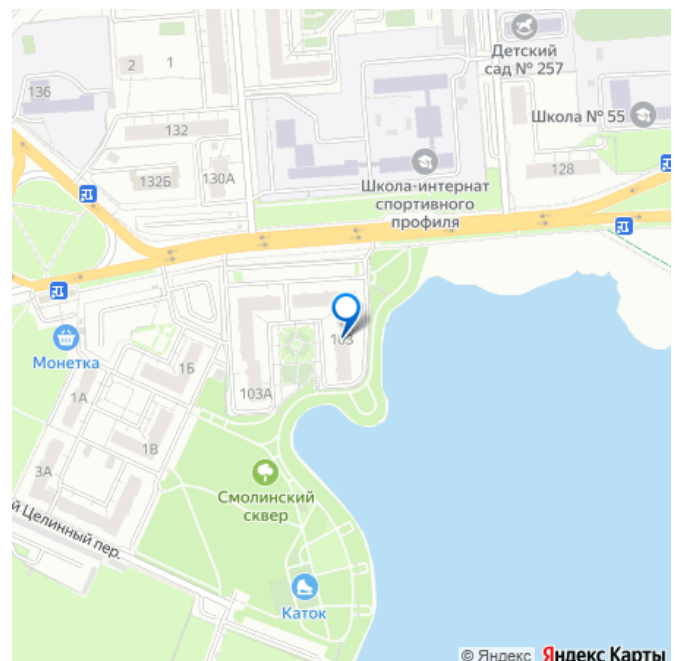 Детский
сад № 257
2
1
136
Школа № 55
132
132Б
130А
Школа-интернат
спортивного
профиля
128
103
Монетка
1Б
1А
103А
1В
3А
Смолинский
сквер
й Целинный пер.
Каток
© Яндекс Яндекс Карты